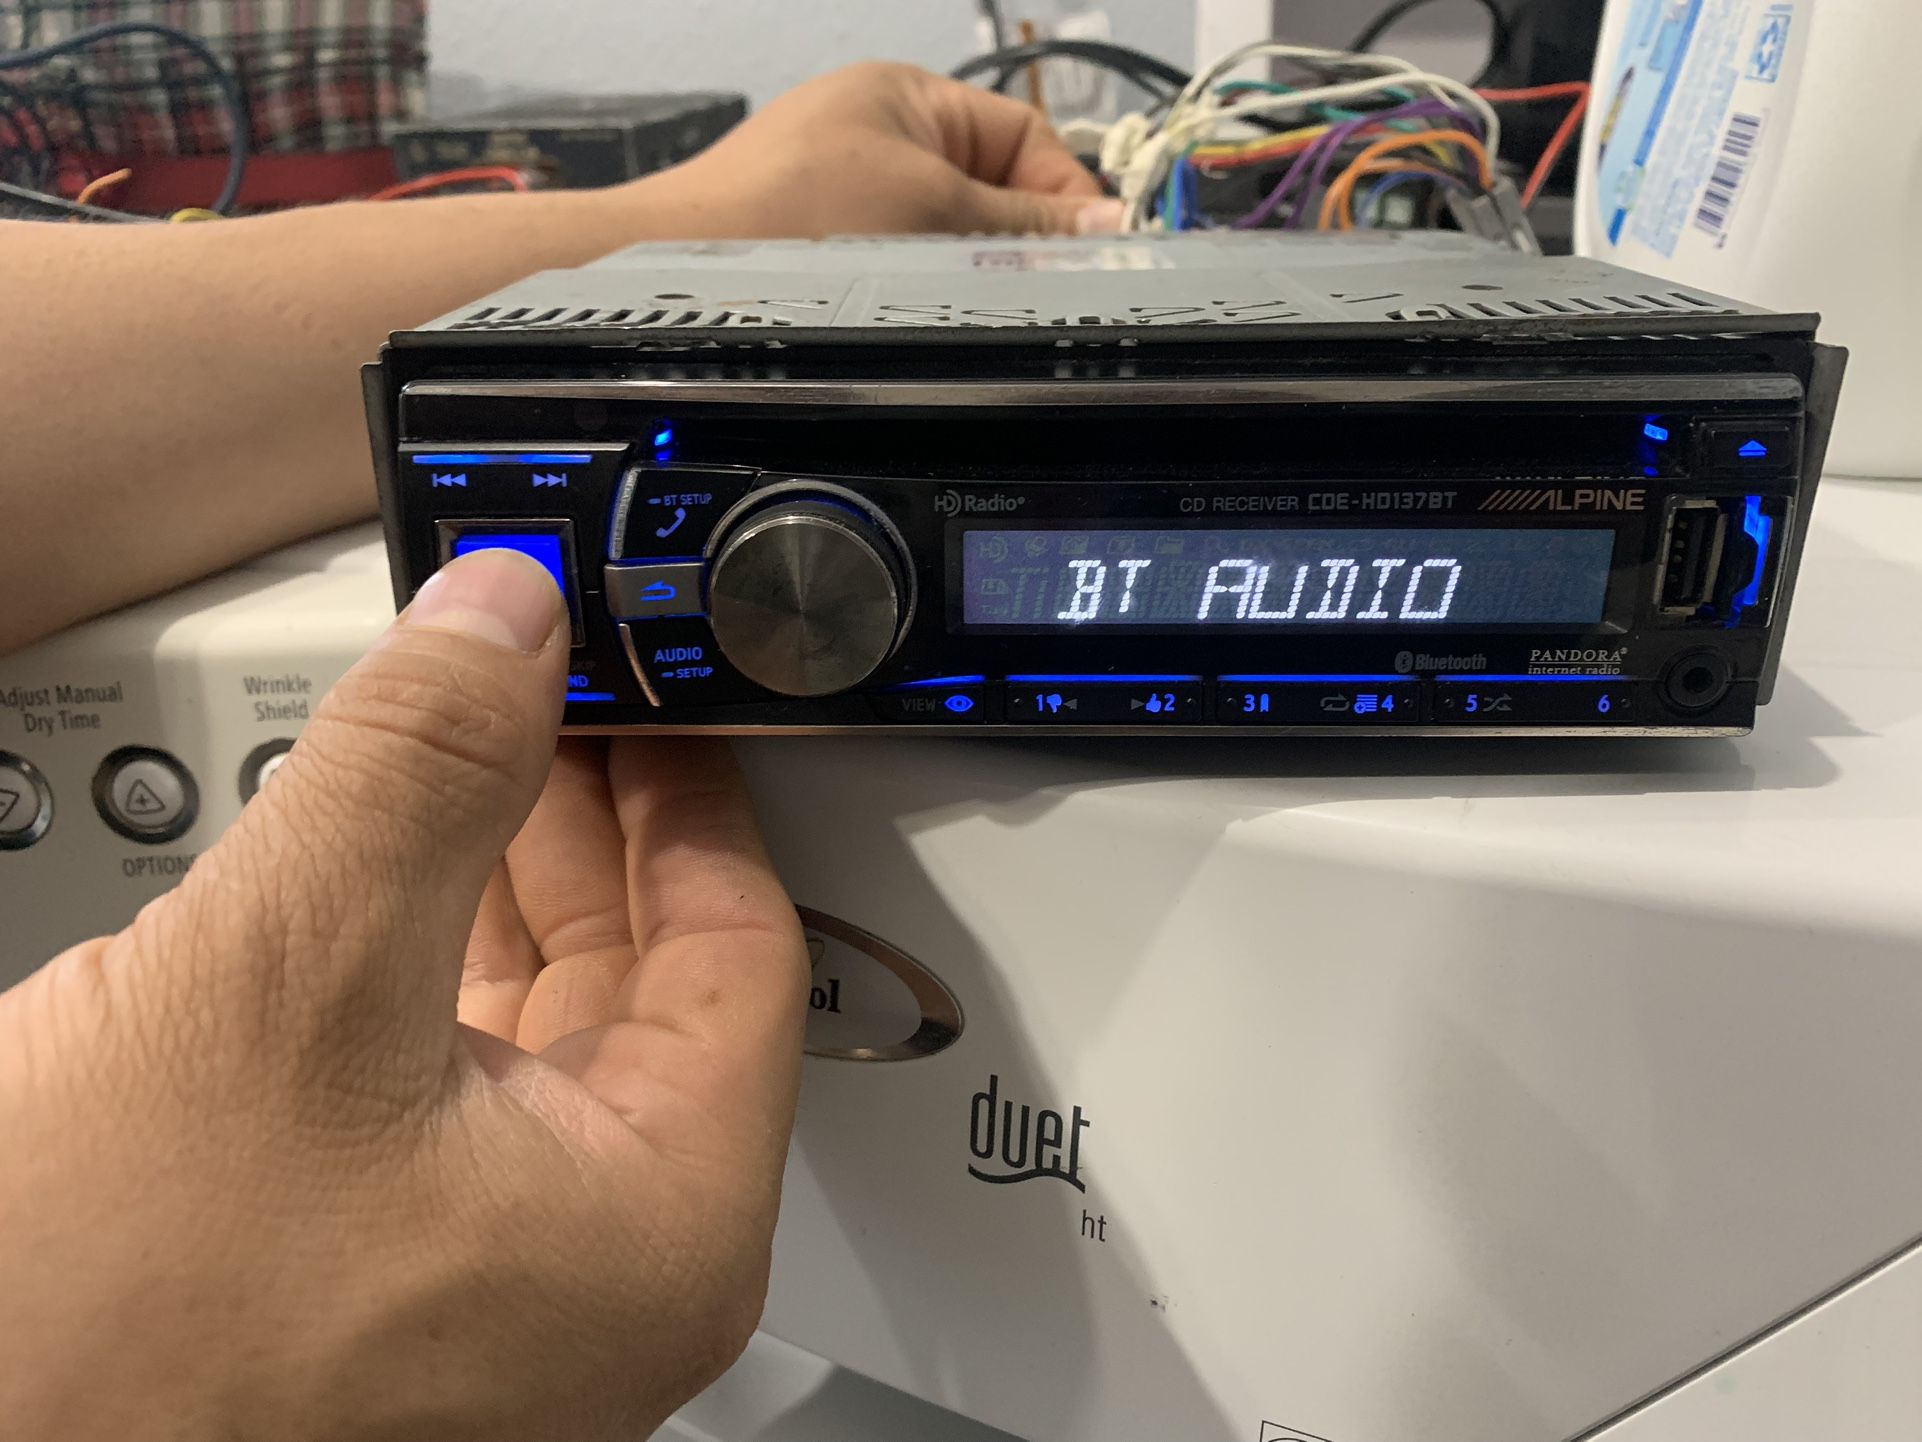 BT SETUP
HD Radio®
CD RECEIVER CDE-HD137BT
ALPINE
BT AUDIO
AUDIO
SETUP
Bluetooth
PANDORA®
internet radio
VIEW
1
2
3
4
5
6
Adjust Manual
Dry Time
Wrinkle
Shield
OPTIONS
duet
ht